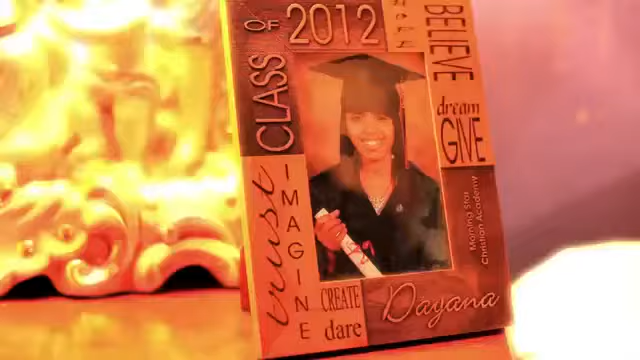 CLASS
OF 2012
BELIEVE
dream
GIVE
trust
IMAGINE
CREATE
dare
Morning Star
Christian Academy
Dayana